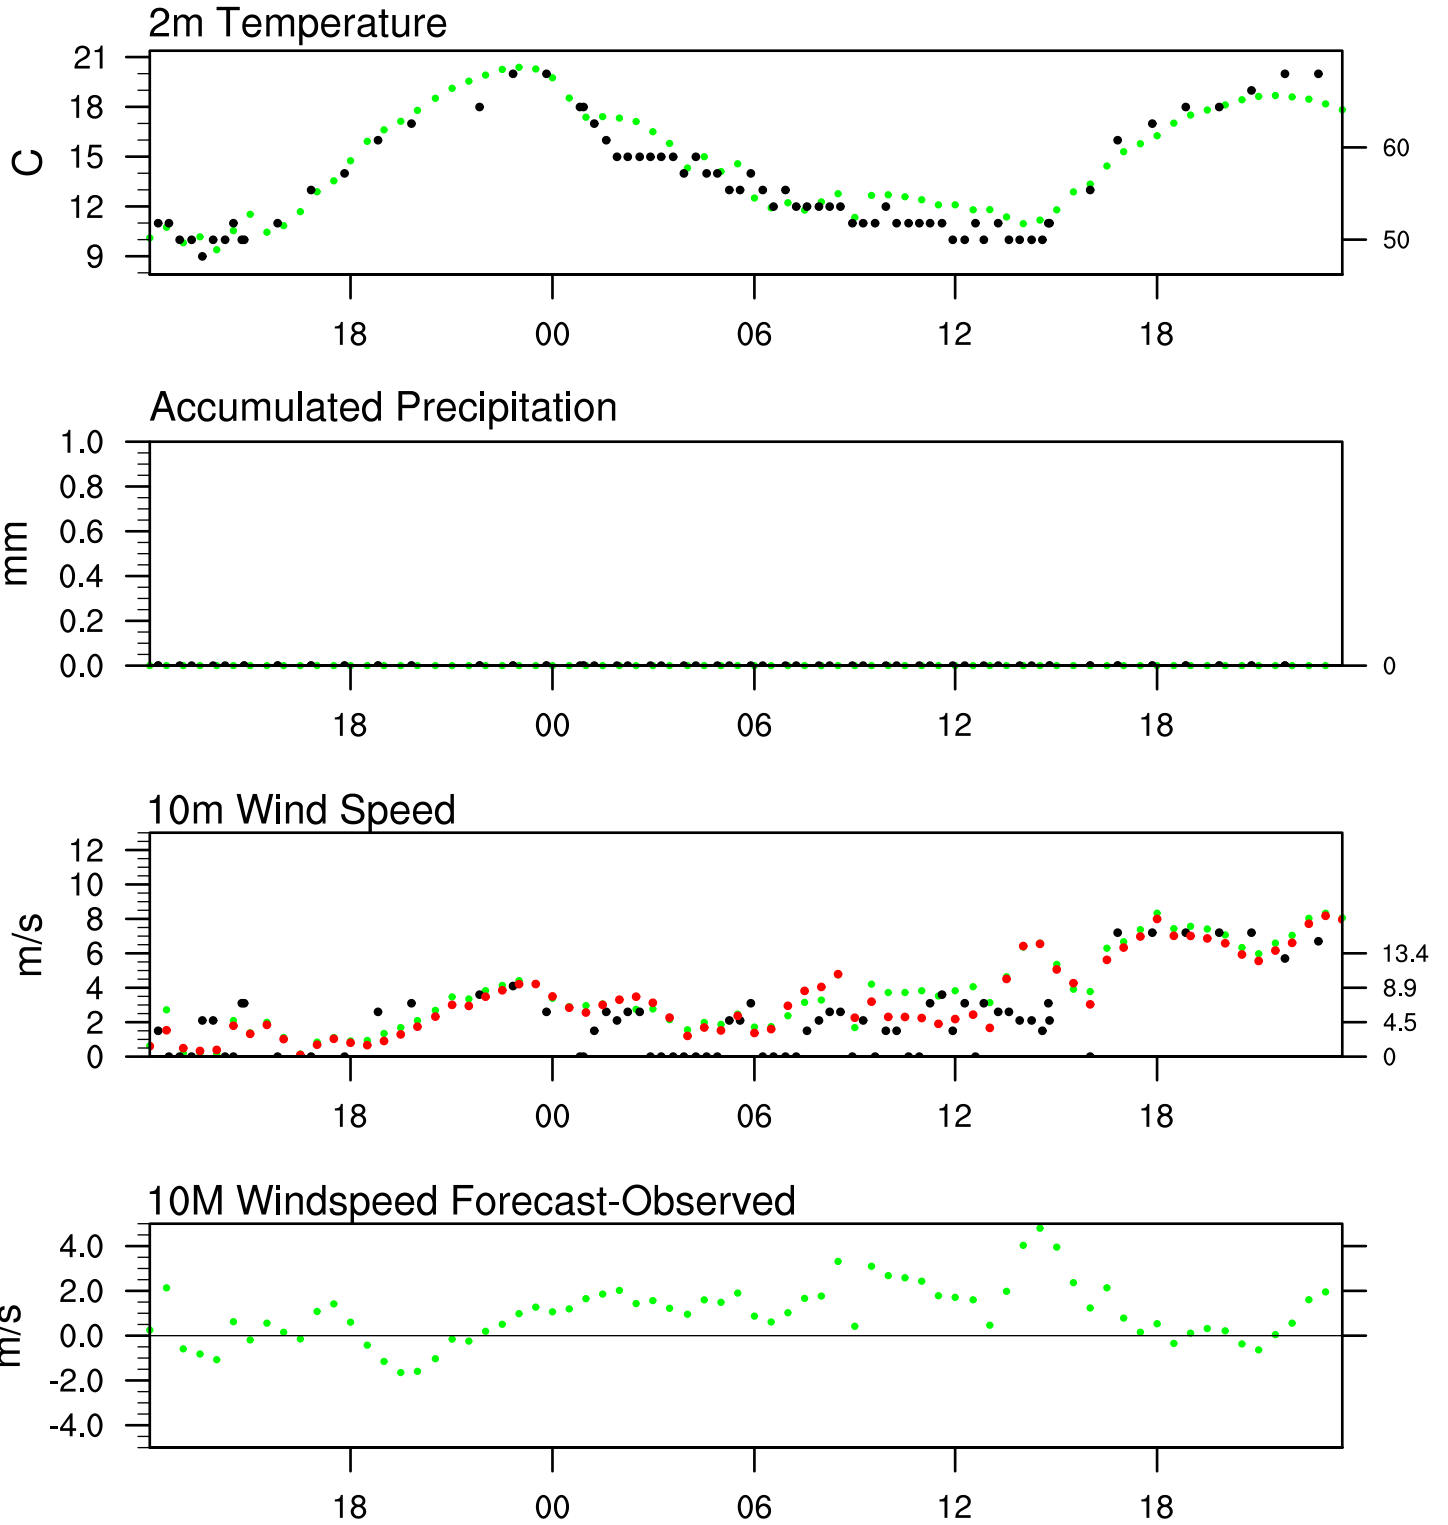 2m Temperature
21
18
15
12
9
C
60
50
18 00 06 12 18
Accumulated Precipitation
1.0
0.8
0.6
0.4
0.2
0.0
mm
0
18 00 06 12 18
10m Wind Speed
12
10
8
6
4
2
0
m/s
13.4
8.9
4.5
0
18 00 06 12 18
10M Windspeed Forecast-Observed
4.0
2.0
0.0
-2.0
-4.0
m/s
18 00 06 12 18